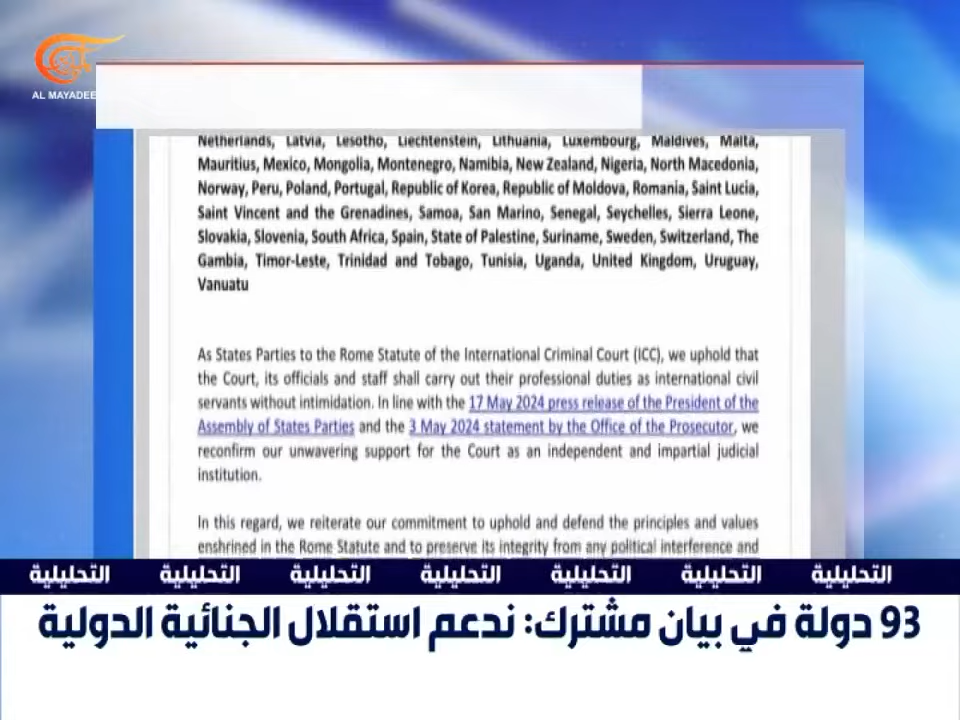 AL MAYADEE
Netherlands, Latvia, Lesotho, Liechtenstein, Lithuania, Luxembourg, Maldives, Malta,
Mauritius, Mexico, Mongolia, Montenegro, Namibia, New Zealand, Nigeria, North Macedonia,
Norway, Peru, Poland, Portugal, Republic of Korea, Republic of Moldova, Romania, Saint Lucia,
Saint Vincent and the Grenadines, Samoa, San Marino, Senegal, Seychelles, Sierra Leone,
Slovakia, Slovenia, South Africa, Spain, State of Palestine, Suriname, Sweden, Switzerland, The
Gambia, Timor-Leste, Trinidad and Tobago, Tunisia, Uganda, United Kingdom, Uruguay,
Vanuatu
As States Parties to the Rome Statute of the International Criminal Court (ICC), we uphold that
the Court, its officials and staff shall carry out their professional duties as international civil
servants without intimidation. In line with the 17 May 2024 press release of the President of the
Assembly of States Parties and the 3 May 2024 statement by the Office of the Prosecutor, we
reconfirm our unwavering support for the Court as an independent and impartial judicial
institution.
In this regard, we reiterate our commitment to uphold and defend the principles and values
enshrined in the Rome Statute and to preserve its integrity from any political interference and
التحليلية التحليلية التحليلية التحليلية التحليلية التحليلية التحليلية
93 دولة في بيان مشترك: ندعم استقلال الجنائية الدولية